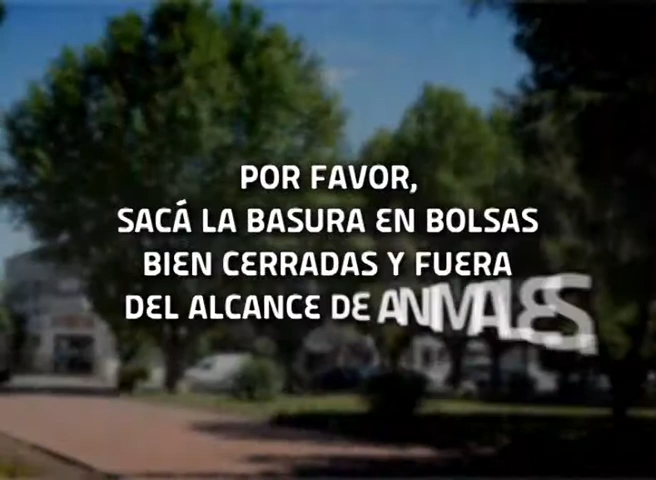 POR FAVOR,
SACÁ LA BASURA EN BOLSAS
BIEN CERRADAS Y FUERA
DEL ALCANCE DE ANIMALES